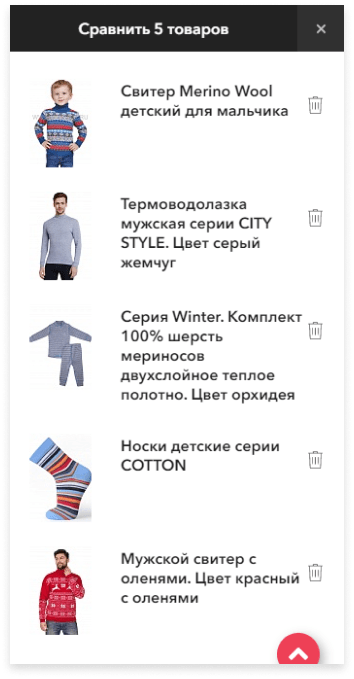 Сравнить 5 товаров
Свитер Merino Wool
детский для мальчика
Термоводолазка
мужская серии CITY
STYLE. Цвет серый
жемчуг
Серия Winter. Комплект
100% шерсть
мериносов
двухслойное теплое
полотно. Цвет орхидея
Носки детские серии
COTTON
Мужской свитер с
оленями. Цвет красный
с оленями